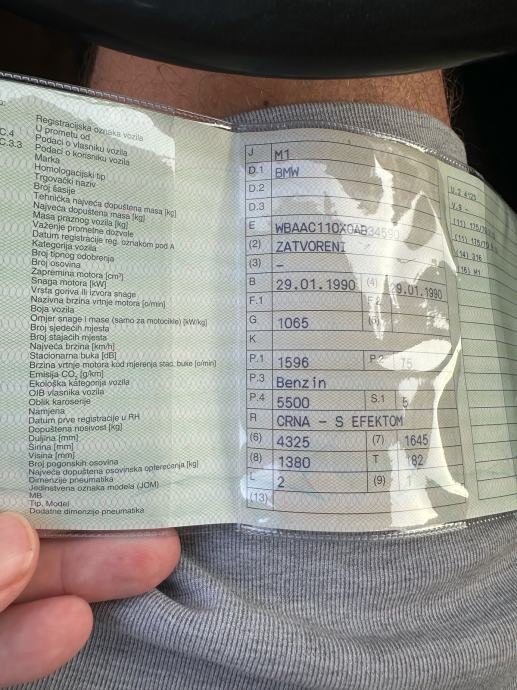 C.4
C.3.3
Registracijska oznaka vozila
U prometu od
Podaci o vlasniku vozila
Podaci o korisniku vozila
Marka
Homologacijski tip
Trgovački naziv
Broj šasije
Tehnička najveća dopuštena masa [kg]
Najveća dopuštena masa [kg]
Masa praznog vozila [kg]
Važenje prometne dozvole
Datum registracije reg. oznakom pod A
Kategorija vozila
Broj tipnog odobrenja
Broj osovina
Zapremina motora [cm³]
Snaga motora [kW]
Vrsta goriva ili izvora snage
Nazivna brzina vrtnje motora [o/min]
Boja vozila
Omjer snage i mase (samo za motocikle) [kW/kg]
Broj sjedećih mjesta
Broj stajaćih mjesta
Najveća brzina [km/h]
Stacionarna buka [dB]
Brzina vrtnje motora kod mjerenja stac. buke [o/min]
Emisija CO₂ [g/km]
Ekološka kategorija vozila
OIB vlasnika vozila
Oblik karoserije
Namjena
Datum prve registracije u RH
Dopuštena nosivost [kg]
Duljina [mm]
Širina [mm]
Visina [mm]
Broj pogonskih osovina
Najveća dopuštena osovinska opterećenja [kg]
Dimenzije pneumatika
Jedinstvena oznaka modela (JOM)
MB
Tip, Model
Dodatne dimenzije pneumatika
J M1
D.1 BMW
D.2
D.3
E
(2) ZATVORENI
(3) –
B 29.01.1990 (4) 29.01.1990
F.1
G 1065
K
P.1 1596 P.2 75
P.3 Benzin
P.4 5500 S.1 5
R CRNA – S EFEKTOM
(6) 4325 (7) 1645
(8) 1380 T 182
L 2 (9)
(13)
(16) M1